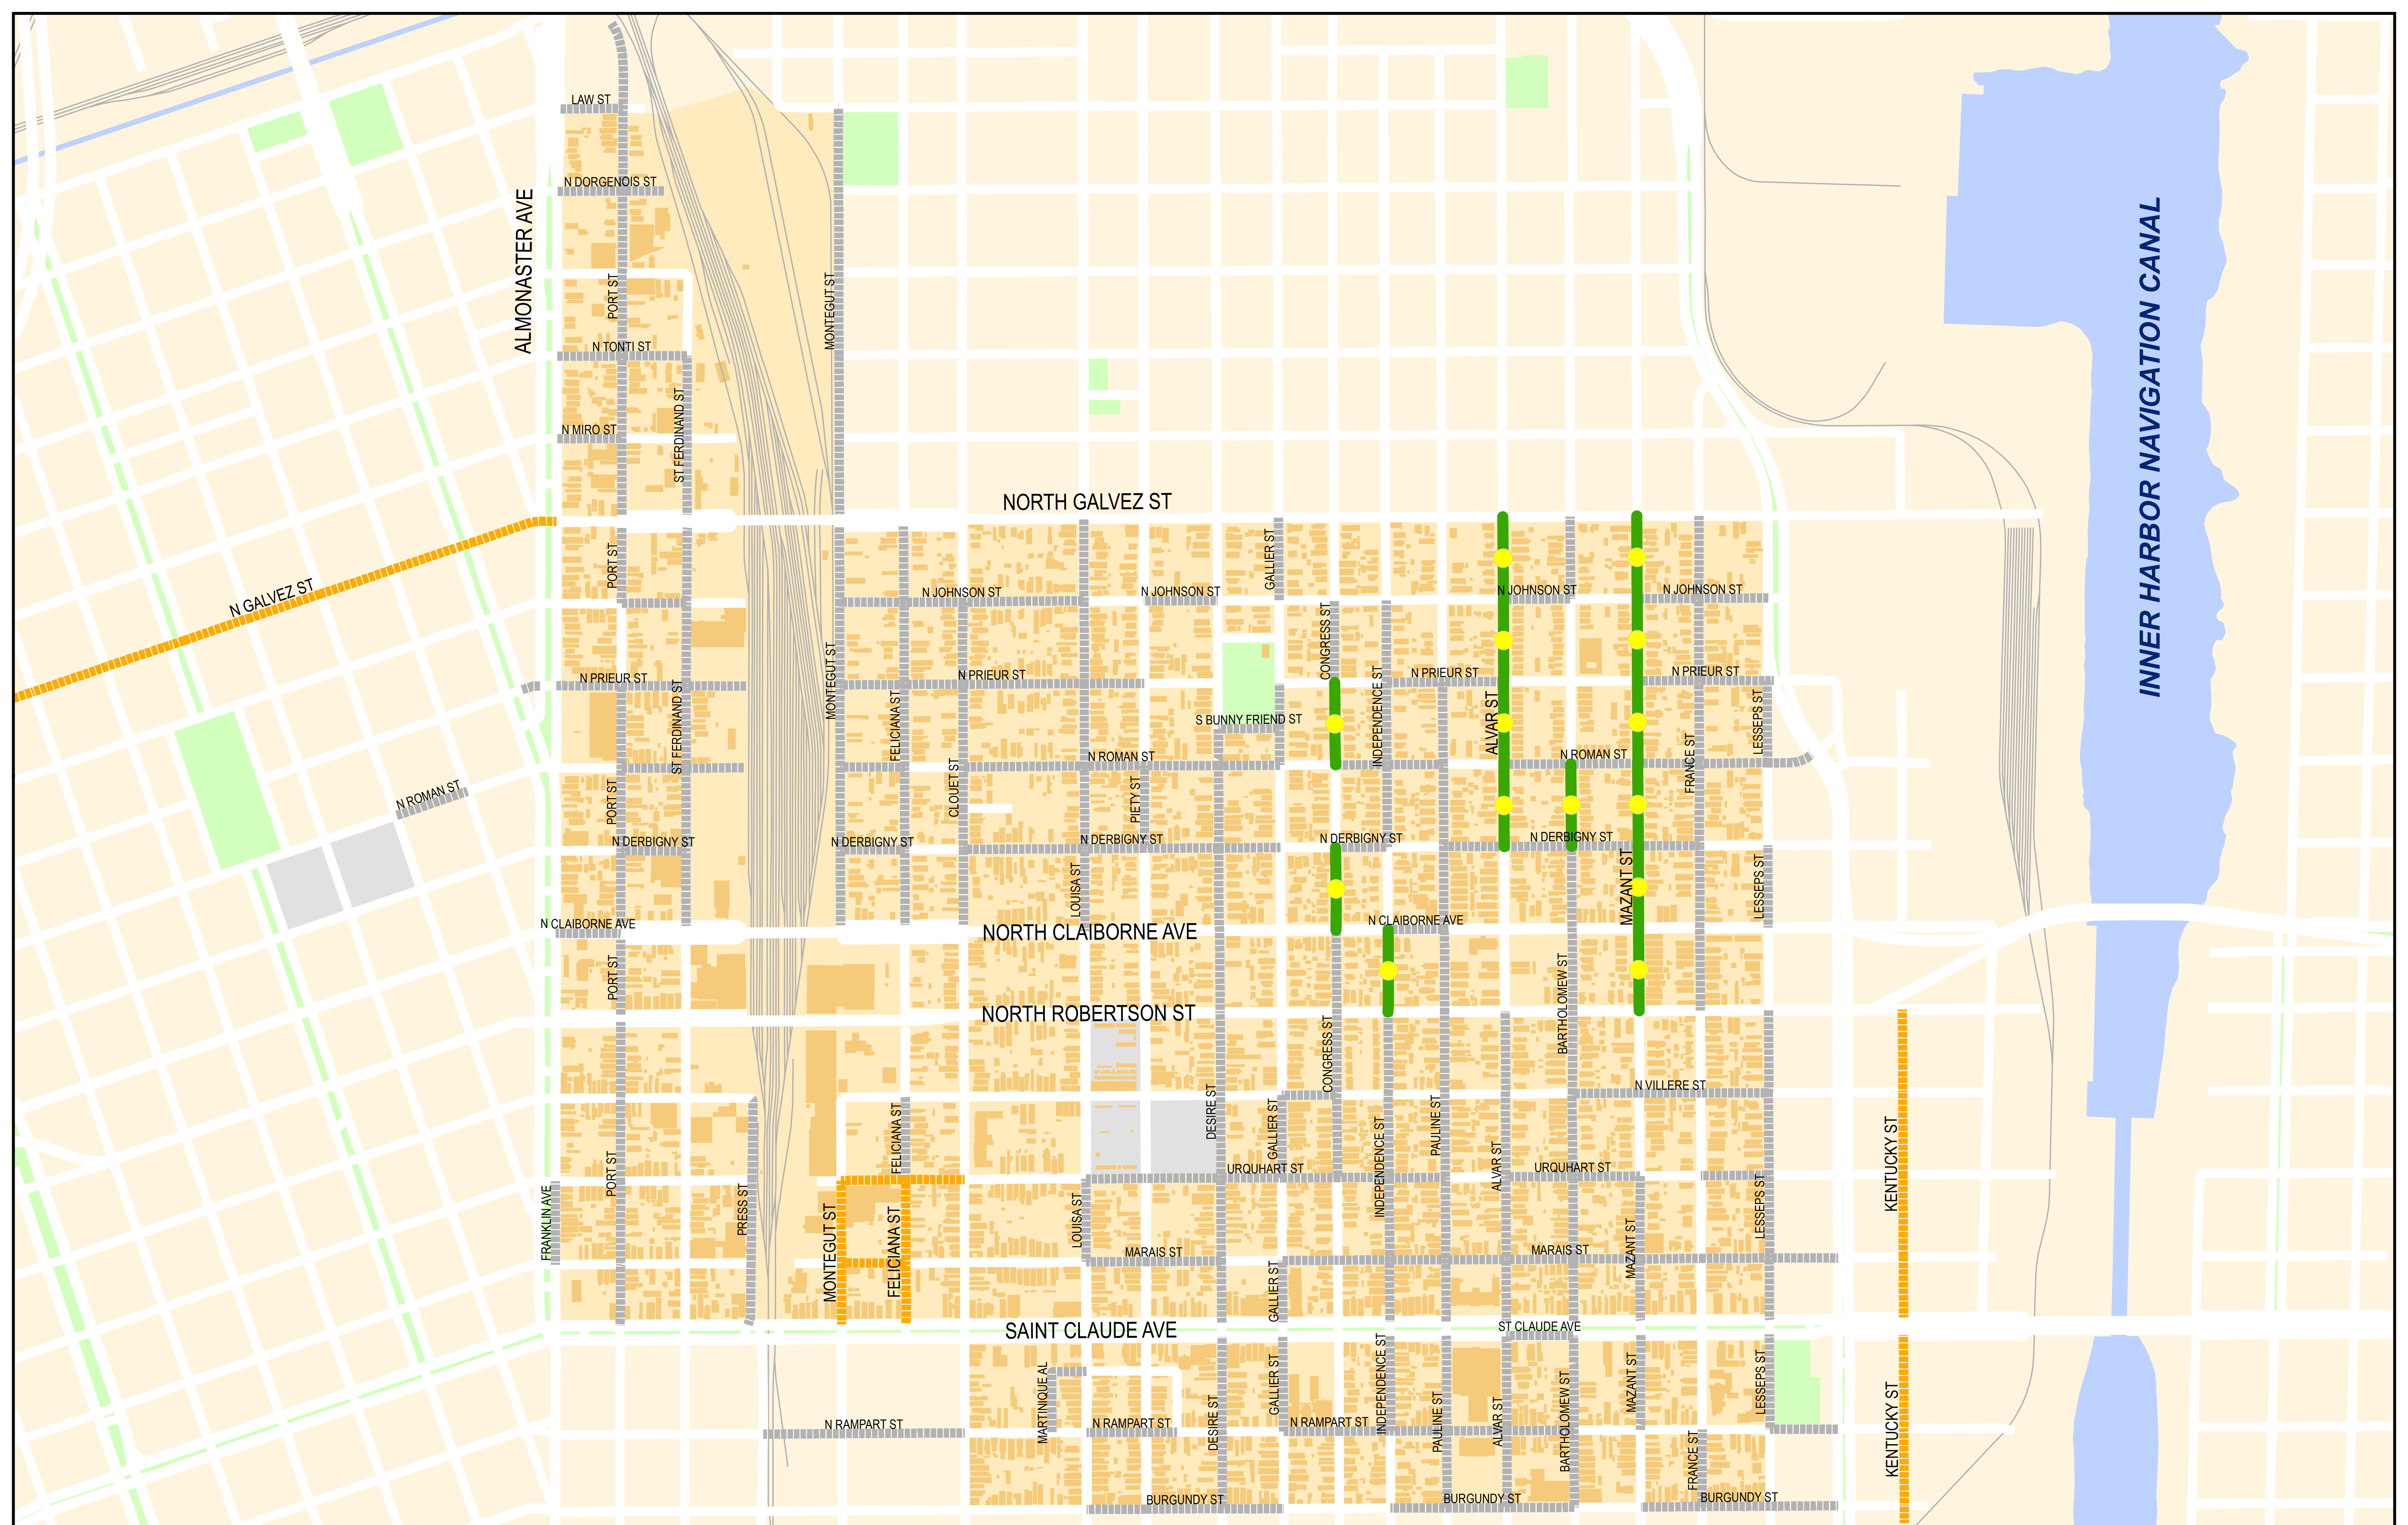 LAW ST
N DORGENOIS ST
ALMONASTER AVE
PORT ST
MONTEGUT ST
INNER HARBOR NAVIGATION CANAL
N TONTI ST
ST FERDINAND ST
N MIRO ST
NORTH GALVEZ ST
GALLIER ST
PORT ST
N GALVEZ ST
N JOHNSON ST
N JOHNSON ST
N JOHNSON ST
N JOHNSON ST
CONGRESS ST
MONTEGUT ST
N PRIEUR ST
N PRIEUR ST
N PRIEUR ST
N PRIEUR ST
ST FERDINAND ST
FELICIANA ST
INDEPENDENCE ST
ALVAR ST
LESSEPS ST
S BUNNY FRIEND ST
N ROMAN ST
N ROMAN ST
FRANCE ST
N ROMAN ST
PORT ST
CLOUET ST
PIETY ST
N DERBIGNY ST
N DERBIGNY ST
N DERBIGNY ST
N DERBIGNY ST
N DERBIGNY ST
LOUISA ST
MAZANT ST
LESSEPS ST
N CLAIBORNE AVE
NORTH CLAIBORNE AVE
N CLAIBORNE AVE
PORT ST
BARTHOLOMEW ST
NORTH ROBERTSON ST
CONGRESS ST
N VILLERE ST
DESIRE ST
GALLIER ST
PAULINE ST
FELICIANA ST
INDEPENDENCE ST
ALVAR ST
KENTUCKY ST
PORT ST
URQUHART ST
URQUHART ST
FRANKLIN AVE
PRESS ST
MONTEGUT ST
FELICIANA ST
LOUISA ST
LESSEPS ST
MARAIS ST
MARAIS ST
MAZANT ST
GALLIER ST
SAINT CLAUDE AVE
ST CLAUDE AVE
MARTINIQUE AL
GALLIER ST
INDEPENDENCE ST
MAZANT ST
LESSEPS ST
N RAMPART ST
N RAMPART ST
N RAMPART ST
DESIRE ST
PAULINE ST
ALVAR ST
BARTHOLOMEW ST
FRANCE ST
KENTUCKY ST
BURGUNDY ST
BURGUNDY ST
BURGUNDY ST